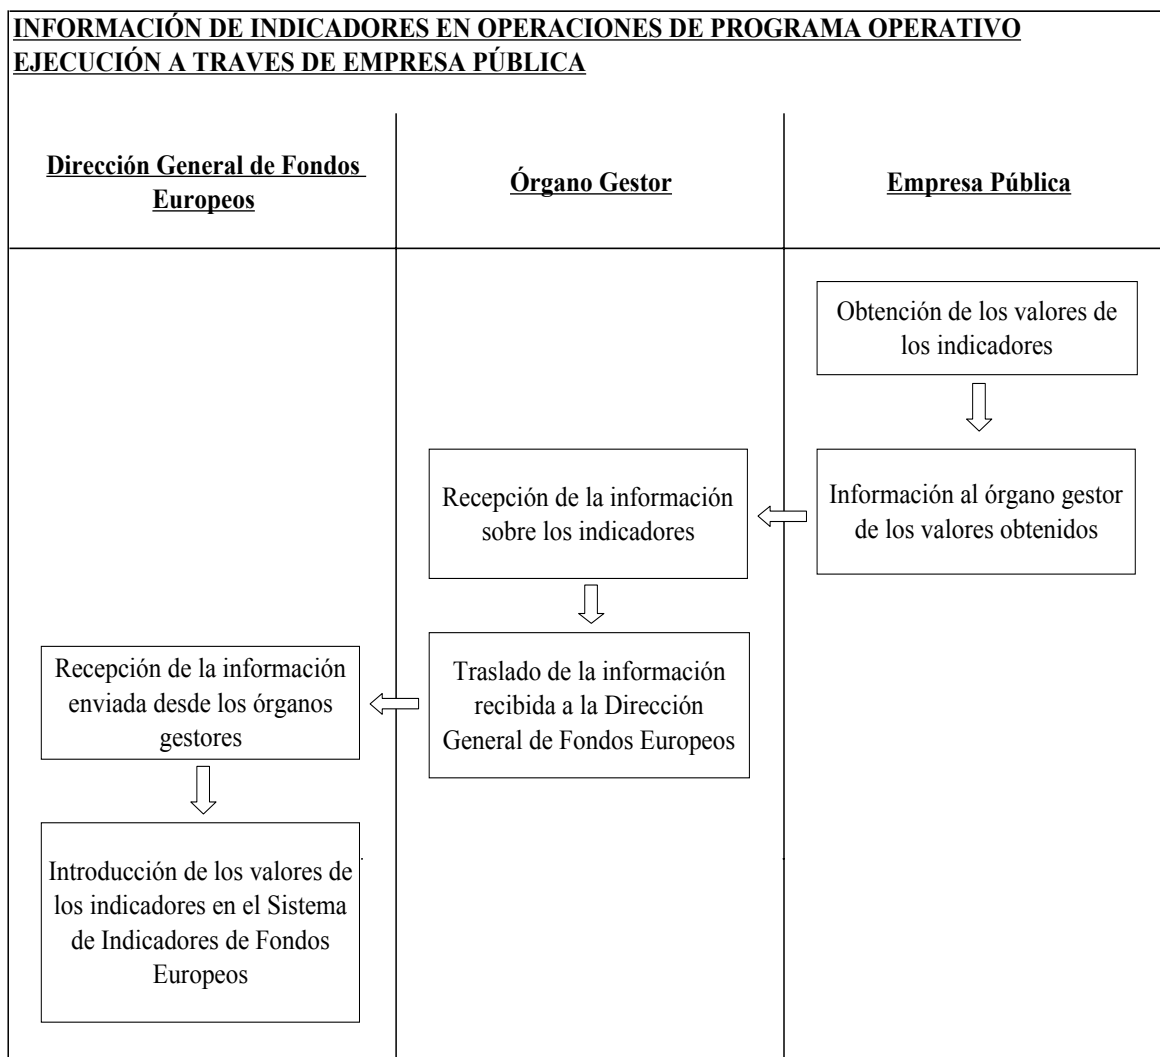 INFORMACIÓN DE INDICADORES EN OPERACIONES DE PROGRAMA OPERATIVO
EJECUCIÓN A TRAVES DE EMPRESA PÚBLICA
Dirección General de Fondos
Europeos
Órgano Gestor
Empresa Pública
Obtención de los valores de
los indicadores
Información al órgano gestor
de los valores obtenidos
Recepción de la información
sobre los indicadores
Traslado de la información
recibida a la Dirección
General de Fondos Europeos
Recepción de la información
enviada desde los órganos
gestores
Introducción de los valores de
los indicadores en el Sistema
de Indicadores de Fondos
Europeos